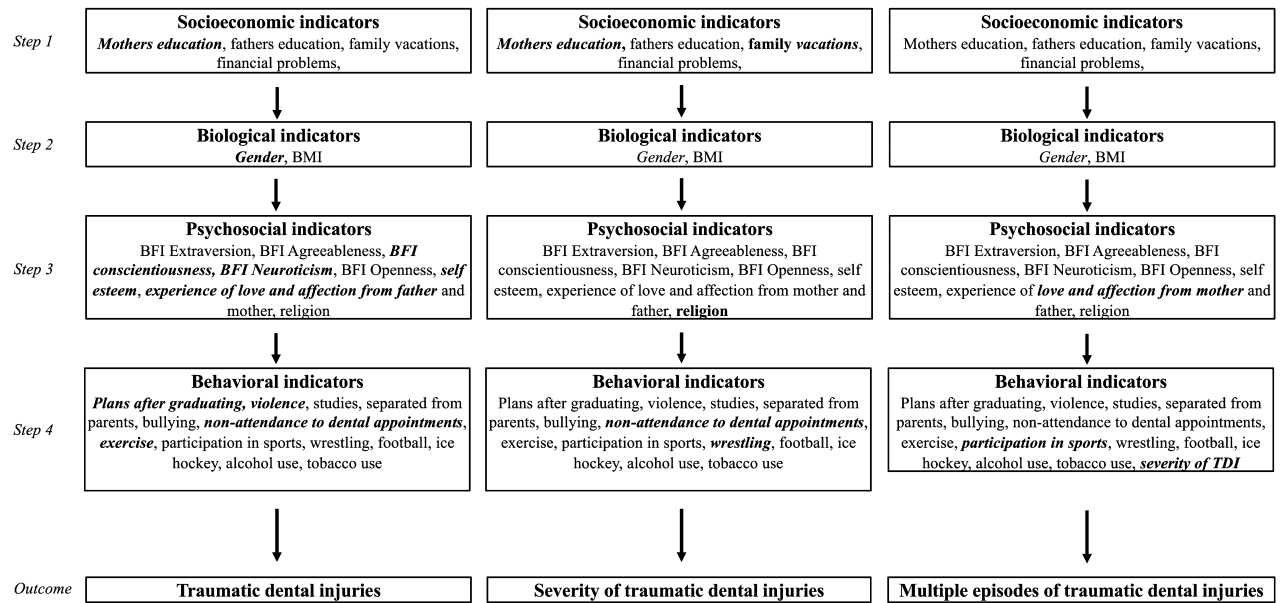 Step 1
Socioeconomic indicators
Mothers education, fathers education, family vacations,
financial problems,
Socioeconomic indicators
Mothers education, fathers education, family vacations,
financial problems,
Socioeconomic indicators
Mothers education, fathers education, family vacations,
financial problems,
Step 2
Biological indicators
Gender, BMI
Biological indicators
Gender, BMI
Biological indicators
Gender, BMI
Step 3
Psychosocial indicators
BFI Extraversion, BFI Agreeableness, BFI
conscientiousness, BFI Neuroticism, BFI Openness, self
esteem, experience of love and affection from father and
mother, religion
Psychosocial indicators
BFI Extraversion, BFI Agreeableness, BFI
conscientiousness, BFI Neuroticism, BFI Openness, self
esteem, experience of love and affection from mother and
father, religion
Psychosocial indicators
BFI Extraversion, BFI Agreeableness, BFI
conscientiousness, BFI Neuroticism, BFI Openness, self
esteem, experience of love and affection from mother and
father, religion
Step 4
Behavioral indicators
Plans after graduating, violence, studies, separated from
parents, bullying, non-attendance to dental appointments,
exercise, participation in sports, wrestling, football, ice
hockey, alcohol use, tobacco use
Behavioral indicators
Plans after graduating, violence, studies, separated from
parents, bullying, non-attendance to dental appointments,
exercise, participation in sports, wrestling, football, ice
hockey, alcohol use, tobacco use
Behavioral indicators
Plans after graduating, violence, studies, separated from
parents, bullying, non-attendance to dental appointments,
exercise, participation in sports, wrestling, football, ice
hockey, alcohol use, tobacco use, severity of TDI
Outcome
Traumatic dental injuries
Severity of traumatic dental injuries
Multiple episodes of traumatic dental injuries